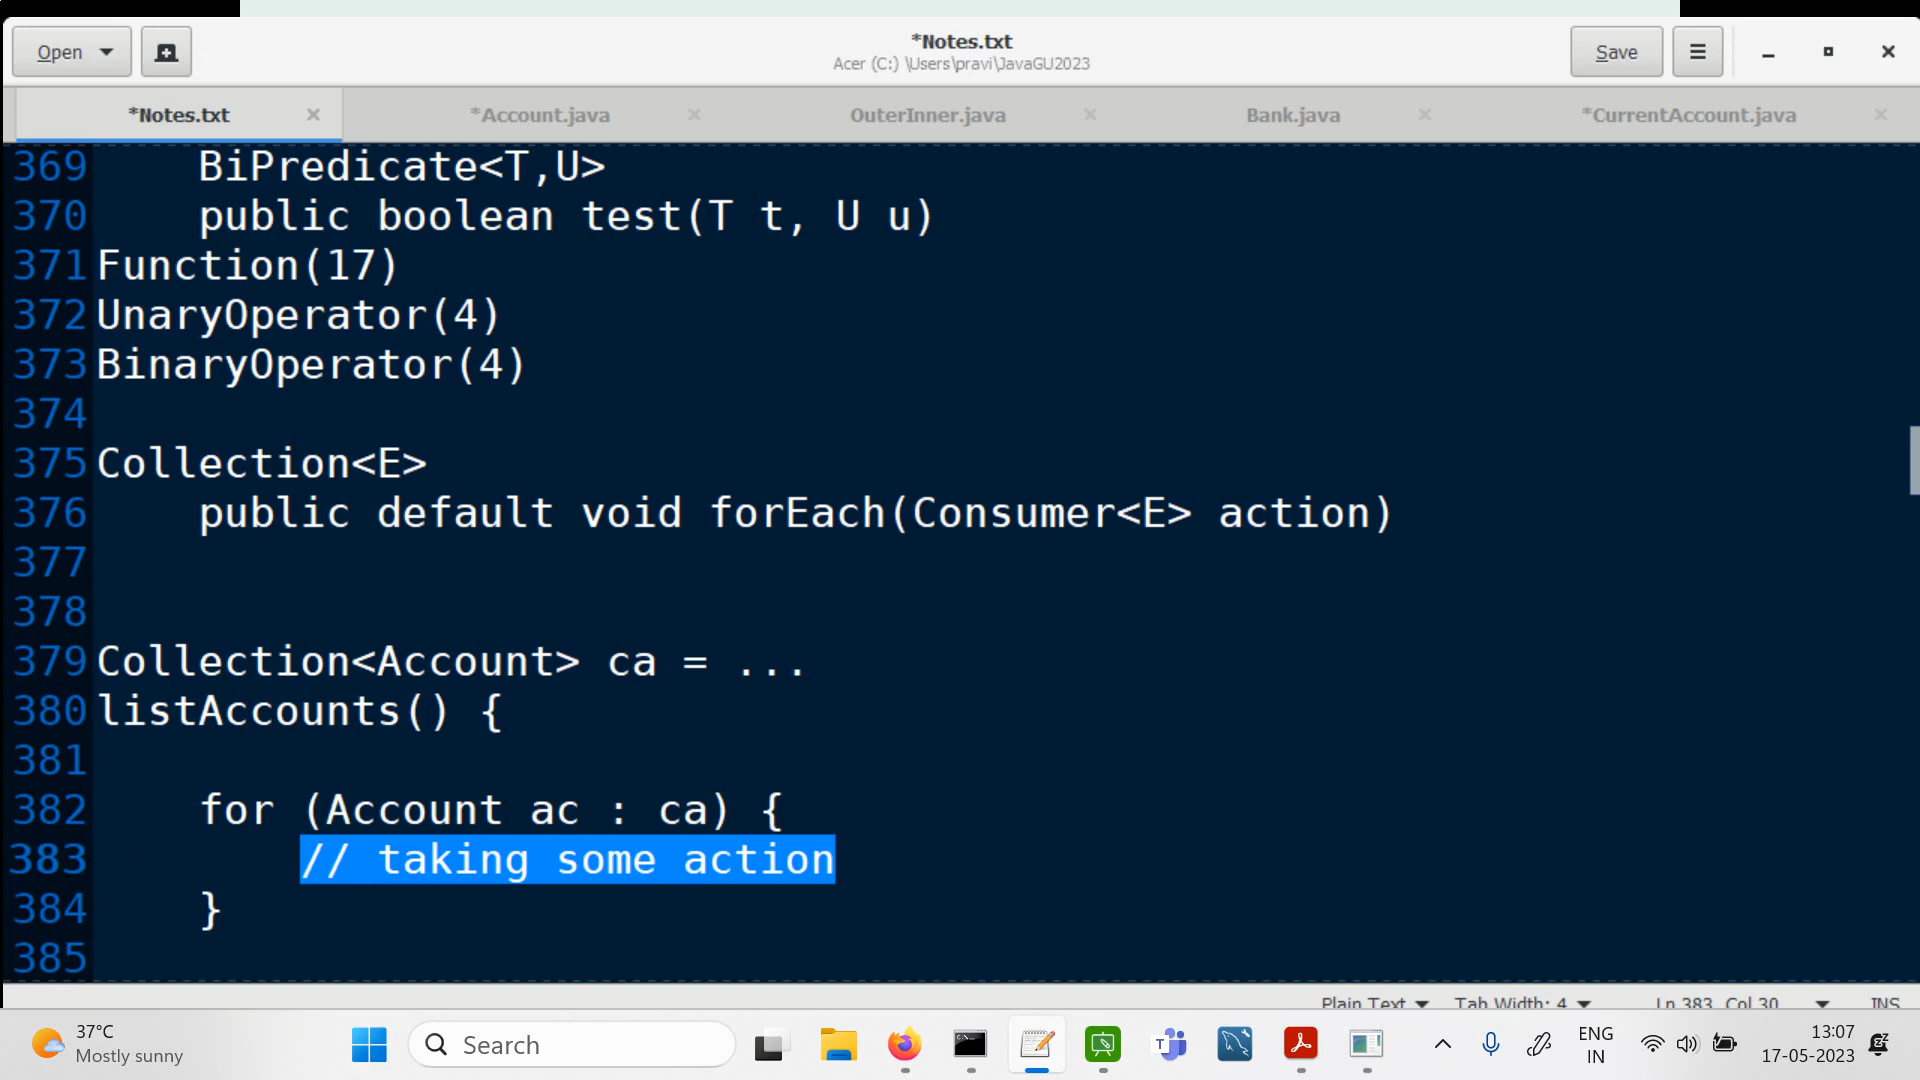 *Notes.txt
Open
Acer (C:) \Users\pravi\JavaGU2023
Save
*Notes.txt
*Account.java
OuterInner.java
Bank.java
*CurrentAccount.java
369 BiPredicate<T,U>
370 public boolean test(T t, U u)
371 Function(17)
372 UnaryOperator(4)
373 BinaryOperator(4)
374
375 Collection<E>
376 public default void forEach(Consumer<E> action)
377
378
379 Collection<Account> ca = ...
380 listAccounts() {
381
382 for (Account ac : ca) {
383 // taking some action
384 }
385
Plain Text Tab Width: 4 Ln 383, Col 30 INS
37°C
Mostly sunny
Search
ENG
IN
13:07
17-05-2023